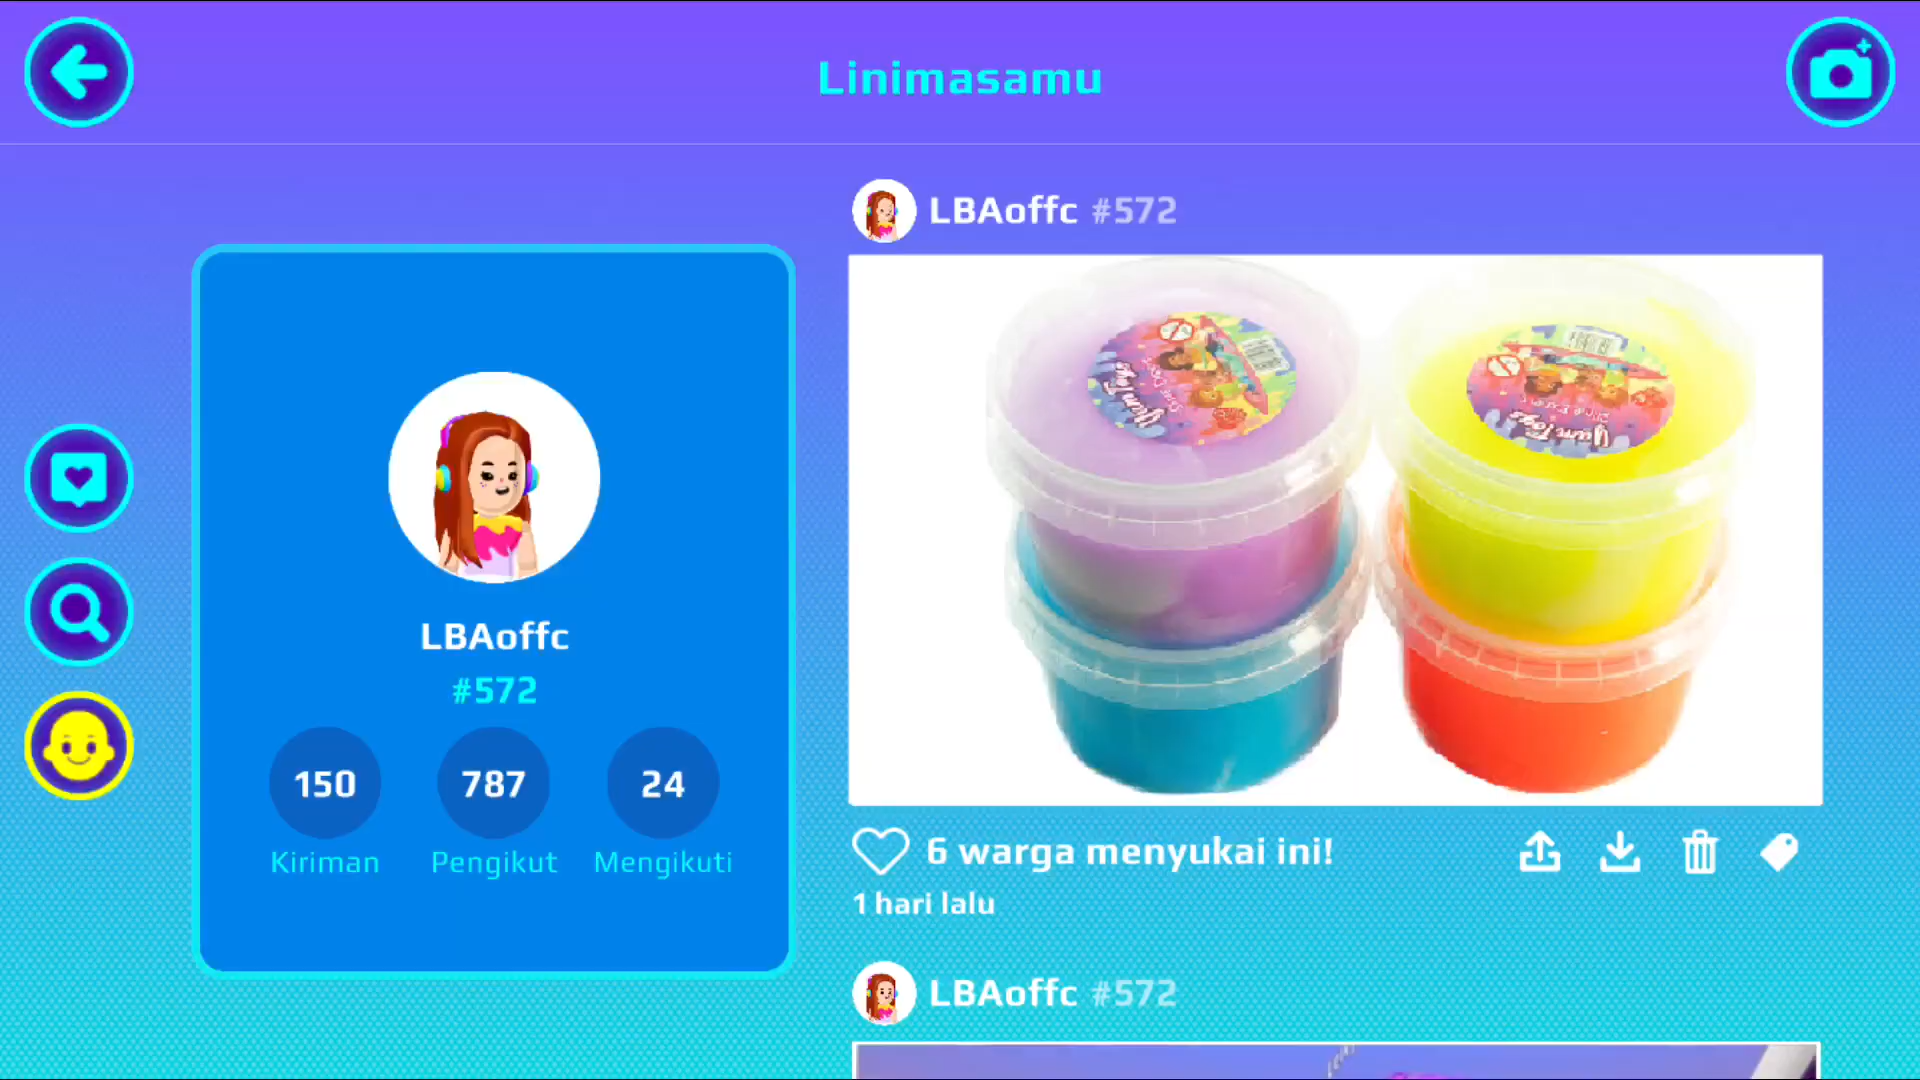 Linimasamu
LBAoffc
#572
150
787
24
Kiriman
Pengikut
Mengikuti
LBAoffc #572
6 warga menyukai ini!
1 hari lalu
LBAoffc #572